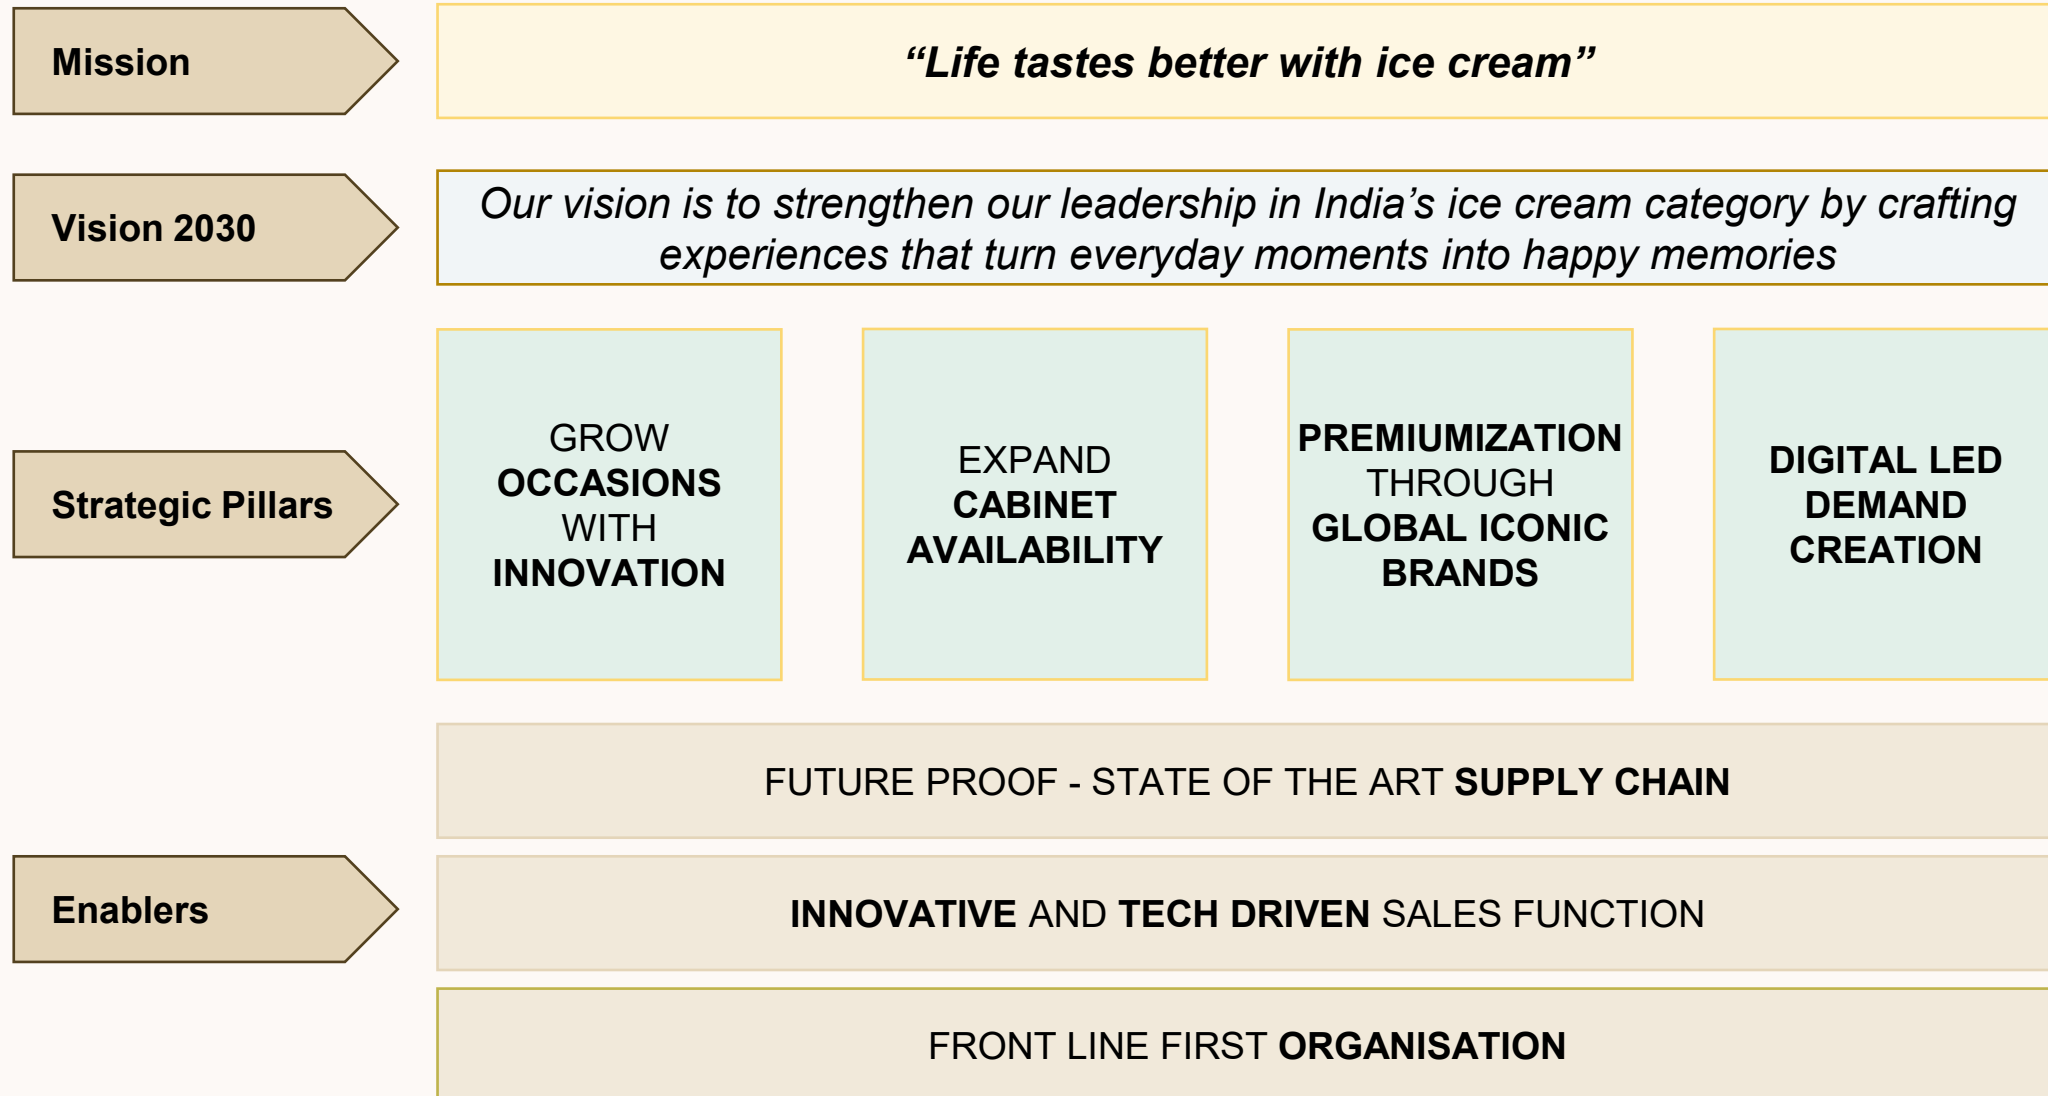 Mission
“Life tastes better with ice cream”
Vision 2030
Our vision is to strengthen our leadership in India’s ice cream category by crafting
experiences that turn everyday moments into happy memories
Strategic Pillars
GROW
OCCASIONS
WITH
INNOVATION
EXPAND
CABINET
AVAILABILITY
PREMIUMIZATION
THROUGH
GLOBAL ICONIC
BRANDS
DIGITAL LED
DEMAND
CREATION
Enablers
FUTURE PROOF - STATE OF THE ART SUPPLY CHAIN
INNOVATIVE AND TECH DRIVEN SALES FUNCTION
FRONT LINE FIRST ORGANISATION